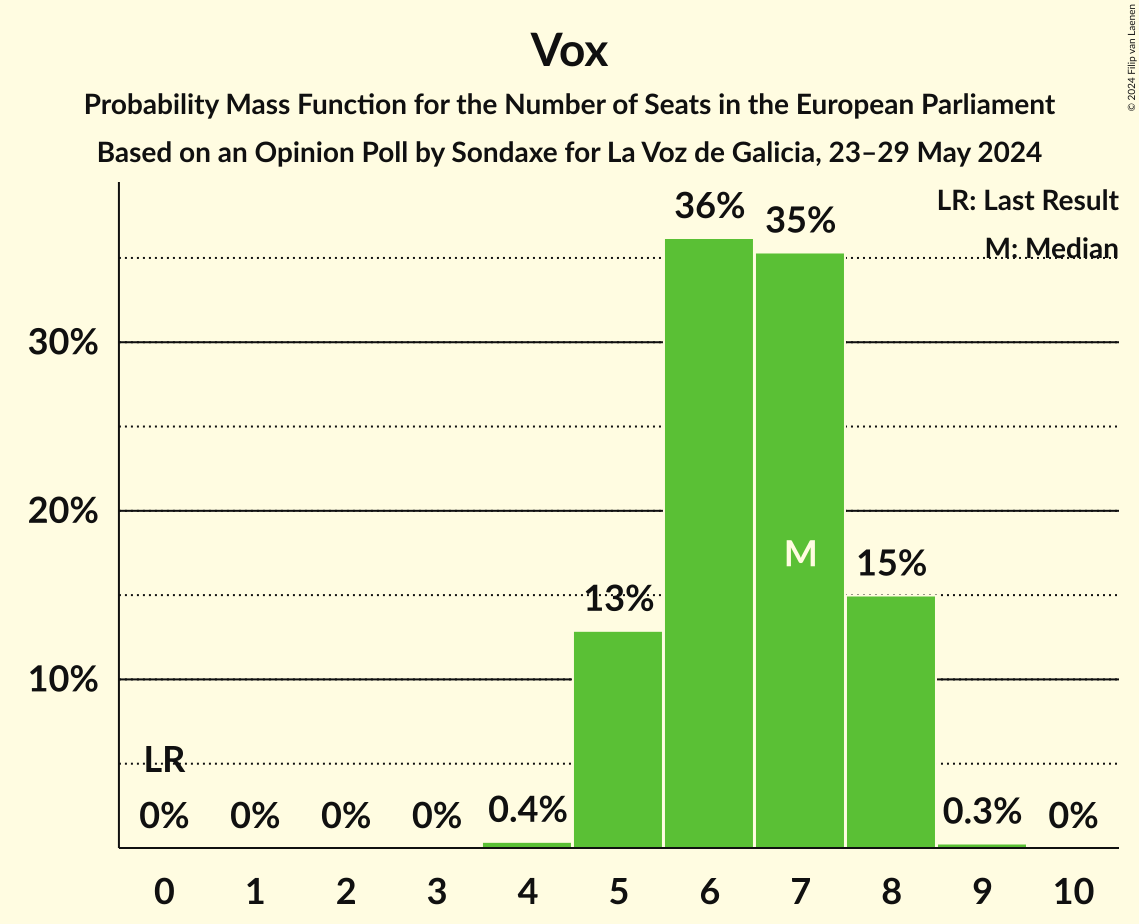 Vox
Probability Mass Function for the Number of Seats in the European Parliament
Based on an Opinion Poll by Sondaxe for La Voz de Galicia, 23–29 May 2024
© 2024 Filip van Laenen
LR: Last Result
M: Median
36%
35%
30%
20%
M
15%
13%
10%
LR
0%
0%
0%
0%
0.4%
0.3%
0%
0 1 2 3 4 5 6 7 8 9 10